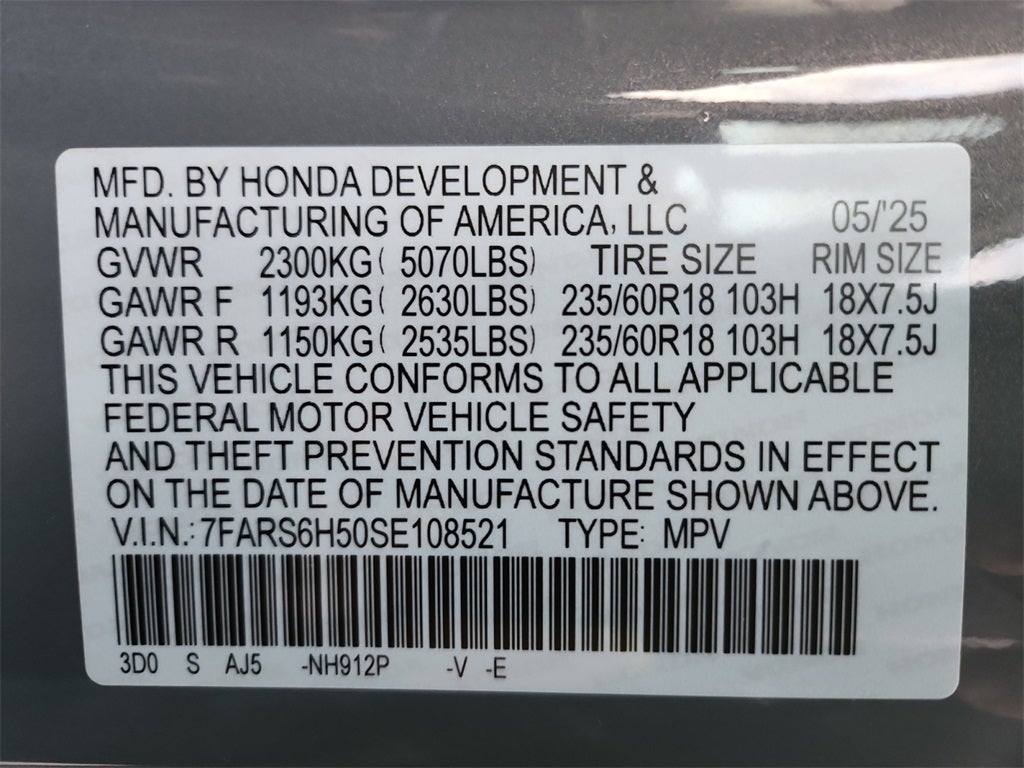 MFD. BY HONDA DEVELOPMENT &
MANUFACTURING OF AMERICA, LLC 05/'25
GVWR 2300KG( 5070LBS) TIRE SIZE RIM SIZE
GAWR F 1193KG( 2630LBS) 235/60R18 103H 18X7.5J
GAWR R 1150KG( 2535LBS) 235/60R18 103H 18X7.5J
THIS VEHICLE CONFORMS TO ALL APPLICABLE
FEDERAL MOTOR VEHICLE SAFETY
AND THEFT PREVENTION STANDARDS IN EFFECT
ON THE DATE OF MANUFACTURE SHOWN ABOVE.
V.I.N.: 7FARS6H50SE108521 TYPE: MPV
3D0 S AJ5 -NH912P -V -E